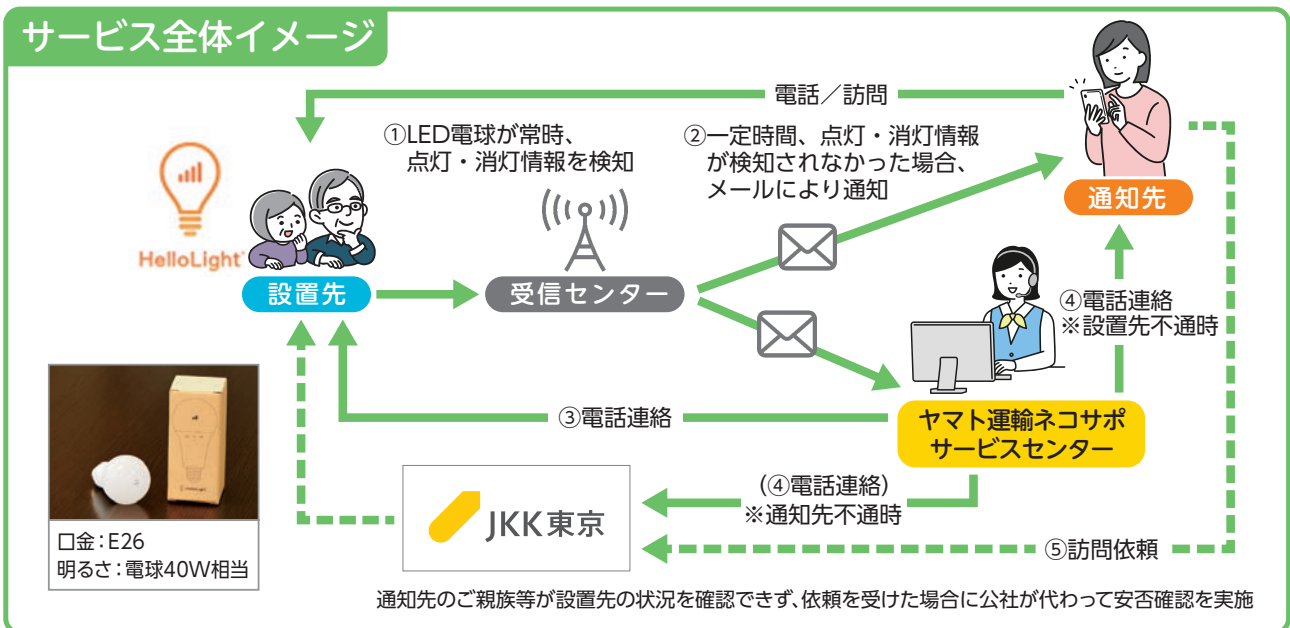 サービス全体イメージ
電話／訪問
①LED電球が常時、
点灯・消灯情報を検知
②一定時間、点灯・消灯情報
が検知されなかった場合、
メールにより通知
HelloLight
設置先
受信センター
通知先
④電話連絡
※設置先不通時
③電話連絡
ヤマト運輸ネコサポ
サービスセンター
(④電話連絡)
※通知先不通時
JKK東京
⑤訪問依頼
口金：E26
明るさ：電球40W相当
通知先のご親族等が設置先の状況を確認できず、依頼を受けた場合に公社が代わって安否確認を実施